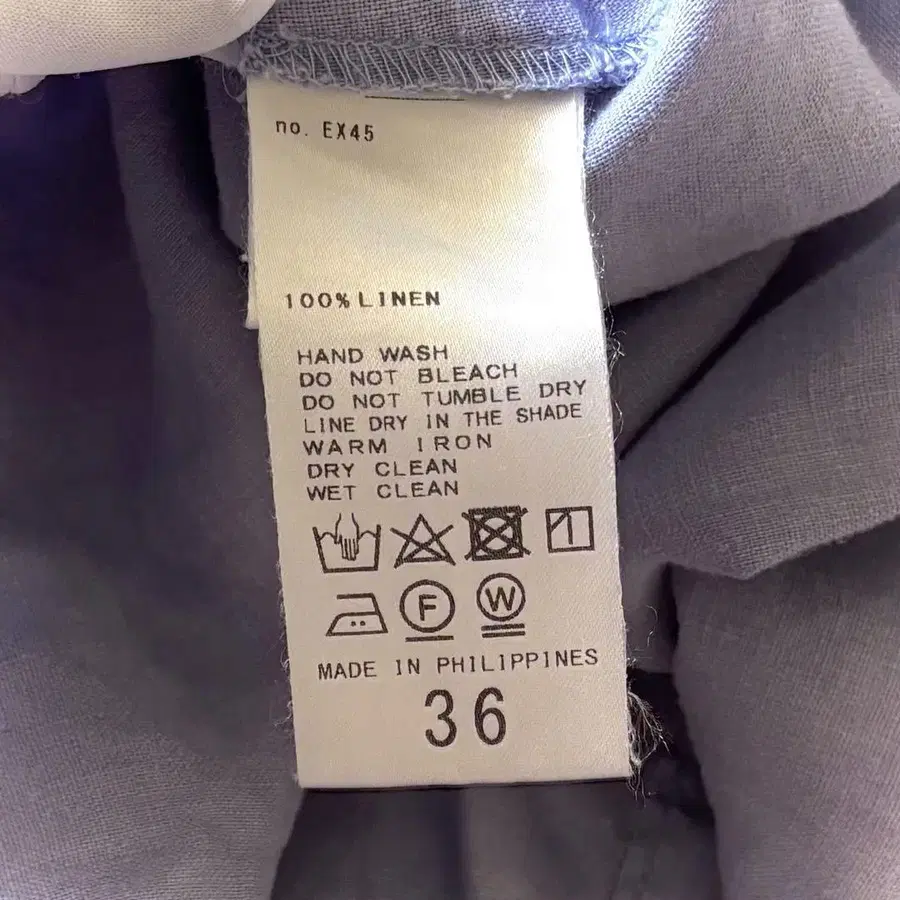 no. EX45
100% LINEN
HAND WASH
DO NOT BLEACH
DO NOT TUMBLE DRY
LINE DRY IN THE SHADE
WARM IRON
DRY CLEAN
WET CLEAN
F W
MADE IN PHILIPPINES
36